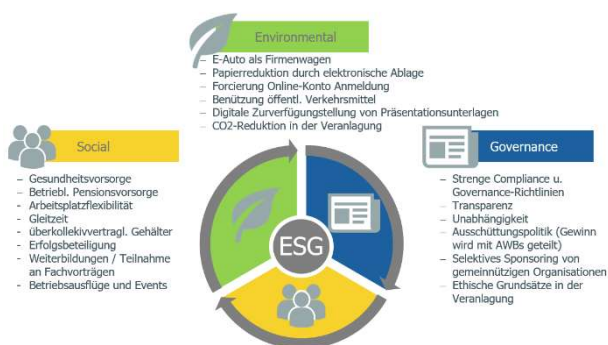 Environmental
– E-Auto als Firmenwagen
– Papierreduktion durch elektronische Ablage
– Forcierung Online-Konto Anmeldung
– Benützung öffentl. Verkehrsmittel
– Digitale Zurverfügungstellung von Präsentationsunterlagen
– CO2-Reduktion in der Veranlagung
Social
– Gesundheitsvorsorge
– Betriebl. Pensionsvorsorge
- Arbeitsplatzflexibilität
- Gleitzeit
- überkollekivvertragl. Gehälter
- Erfolgsbeteiligung
- Weiterbildungen / Teilnahme
an Fachvorträgen
- Betriebsausflüge und Events
ESG
Governance
– Strenge Compliance u.
Governance-Richtlinien
– Transparenz
– Unabhängigkeit
– Ausschüttungspolitik (Gewinn
wird mit AWBs geteilt)
– Selektives Sponsoring von
gemeinnützigen Organisationen
– Ethische Grundsätze in der
Veranlagung